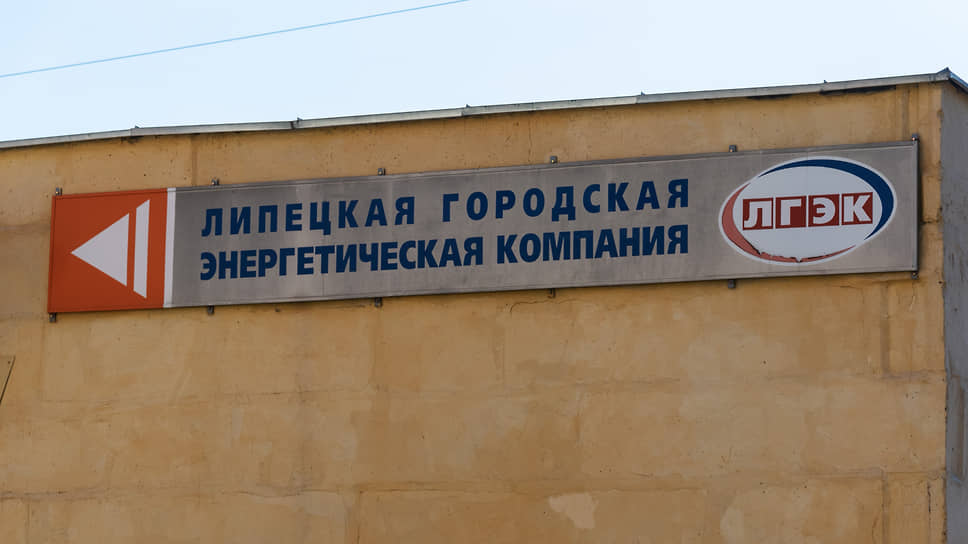 ЛИПЕЦКАЯ ГОРОДСКАЯ
ЭНЕРГЕТИЧЕСКАЯ КОМПАНИЯ
ЛГЭК